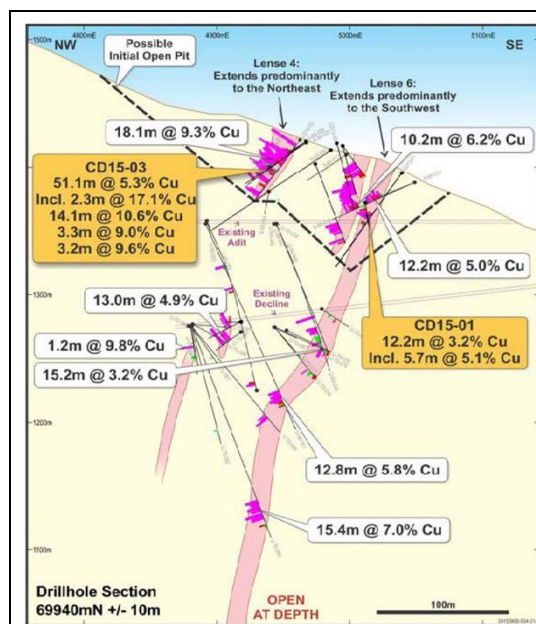 4800mE
4900mE
5000mE
5100mE
1500m
NW
SE
Possible
Initial Open Pit
Lense 4:
Extends predominantly
to the Northeast
Lense 6:
Extends predominantly
to the Southwest
18.1m @ 9.3% Cu
10.2m @ 6.2% Cu
CD15-03
51.1m @ 5.3% Cu
Incl. 2.3m @ 17.1% Cu
14.1m @ 10.6% Cu
3.3m @ 9.0% Cu
3.2m @ 9.6% Cu
Existing
Adit
12.2m @ 5.0% Cu
1300m
13.0m @ 4.9% Cu
Existing
Decline
CD15-01
12.2m @ 3.2% Cu
Incl. 5.7m @ 5.1% Cu
1.2m @ 9.8% Cu
15.2m @ 3.2% Cu
1200m
12.8m @ 5.8% Cu
15.4m @ 7.0% Cu
1100m
Drillhole Section
69940mN +/- 10m
OPEN
AT DEPTH
100m